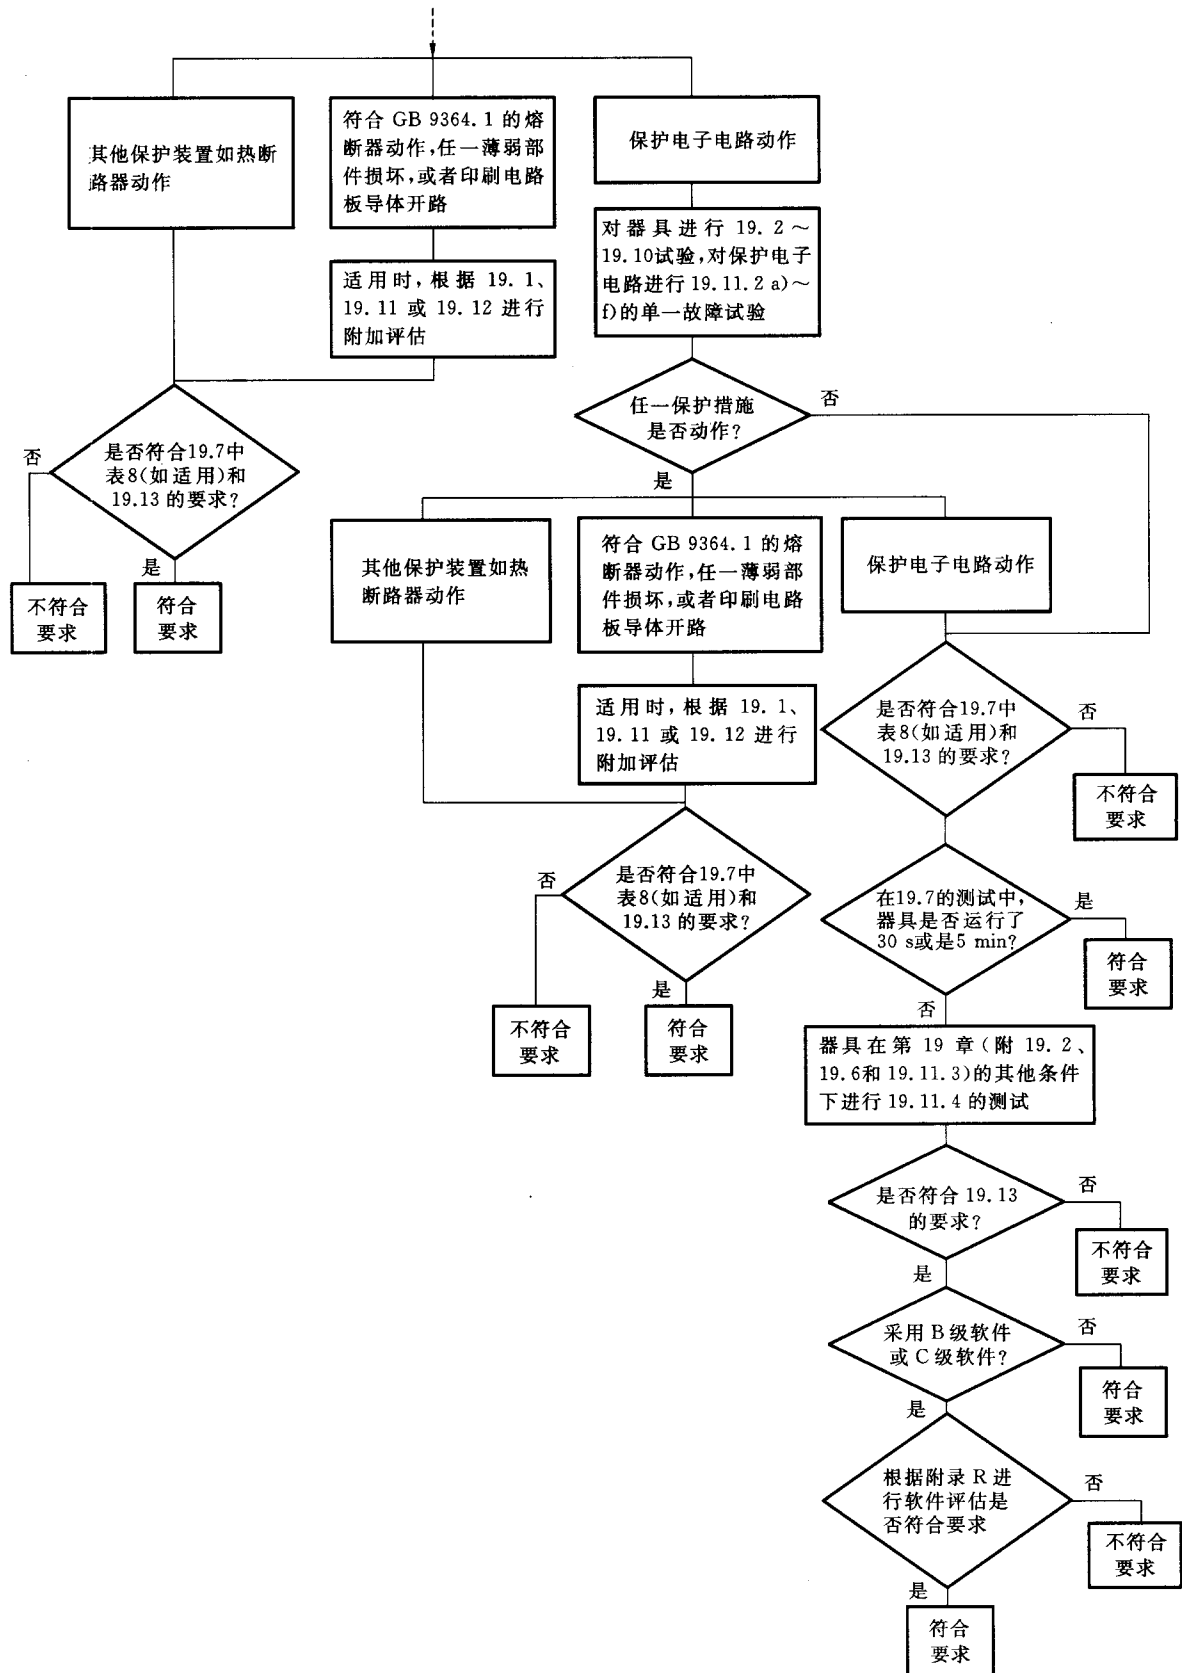 其他保护装置如热断
路器动作
符合 GB 9364.1 的熔
断器动作,任一薄弱部
件损坏,或者印刷电路
板导体开路
保护电子电路动作
对器具进行 19.2～
19.10试验,对保护电子
电路进行 19.11.2 a)～
f)的单一故障试验
适用时,根据 19.1、
19.11 或 19.12 进行
附加评估
任一保护措施
是否动作?
否
是
是否符合19.7中
表8(如适用)和
19.13 的要求?
否
是
不符合
要求
符合
要求
其他保护装置如热
断路器动作
符合 GB 9364.1 的熔
断器动作,任一薄弱部
件损坏,或者印刷电路
板导体开路
保护电子电路动作
适用时,根据 19.1、
19.11 或 19.12 进行
附加评估
是否符合19.7中
表8(如适用)和
19.13 的要求?
否
不符合
要求
是否符合19.7中
表8(如适用)和
19.13 的要求?
否
是
不符合
要求
符合
要求
在19.7的测试中,
器具是否运行了
30 s或是5 min?
是
符合
要求
否
器具在第 19 章(附 19.2、
19.6和 19.11.3)的其他条件
下进行 19.11.4 的测试
是否符合 19.13
的要求?
否
不符合
要求
是
采用 B级软件
或 C级软件?
否
符合
要求
是
根据附录 R 进
行软件评估是
否符合要求
否
不符合
要求
是
符合
要求